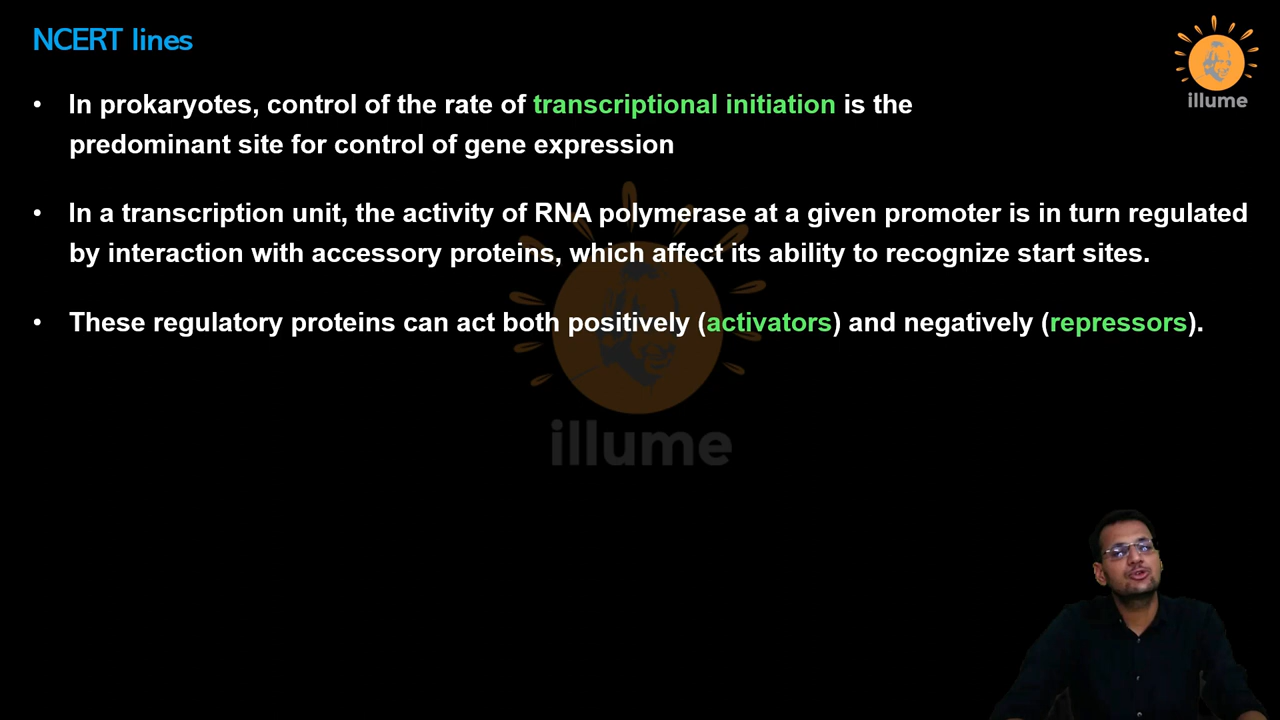 NCERT lines
illume
• In prokaryotes, control of the rate of transcriptional initiation is the
predominant site for control of gene expression
• In a transcription unit, the activity of RNA polymerase at a given promoter is in turn regulated
by interaction with accessory proteins, which affect its ability to recognize start sites.
• These regulatory proteins can act both positively (activators) and negatively (repressors).
illume